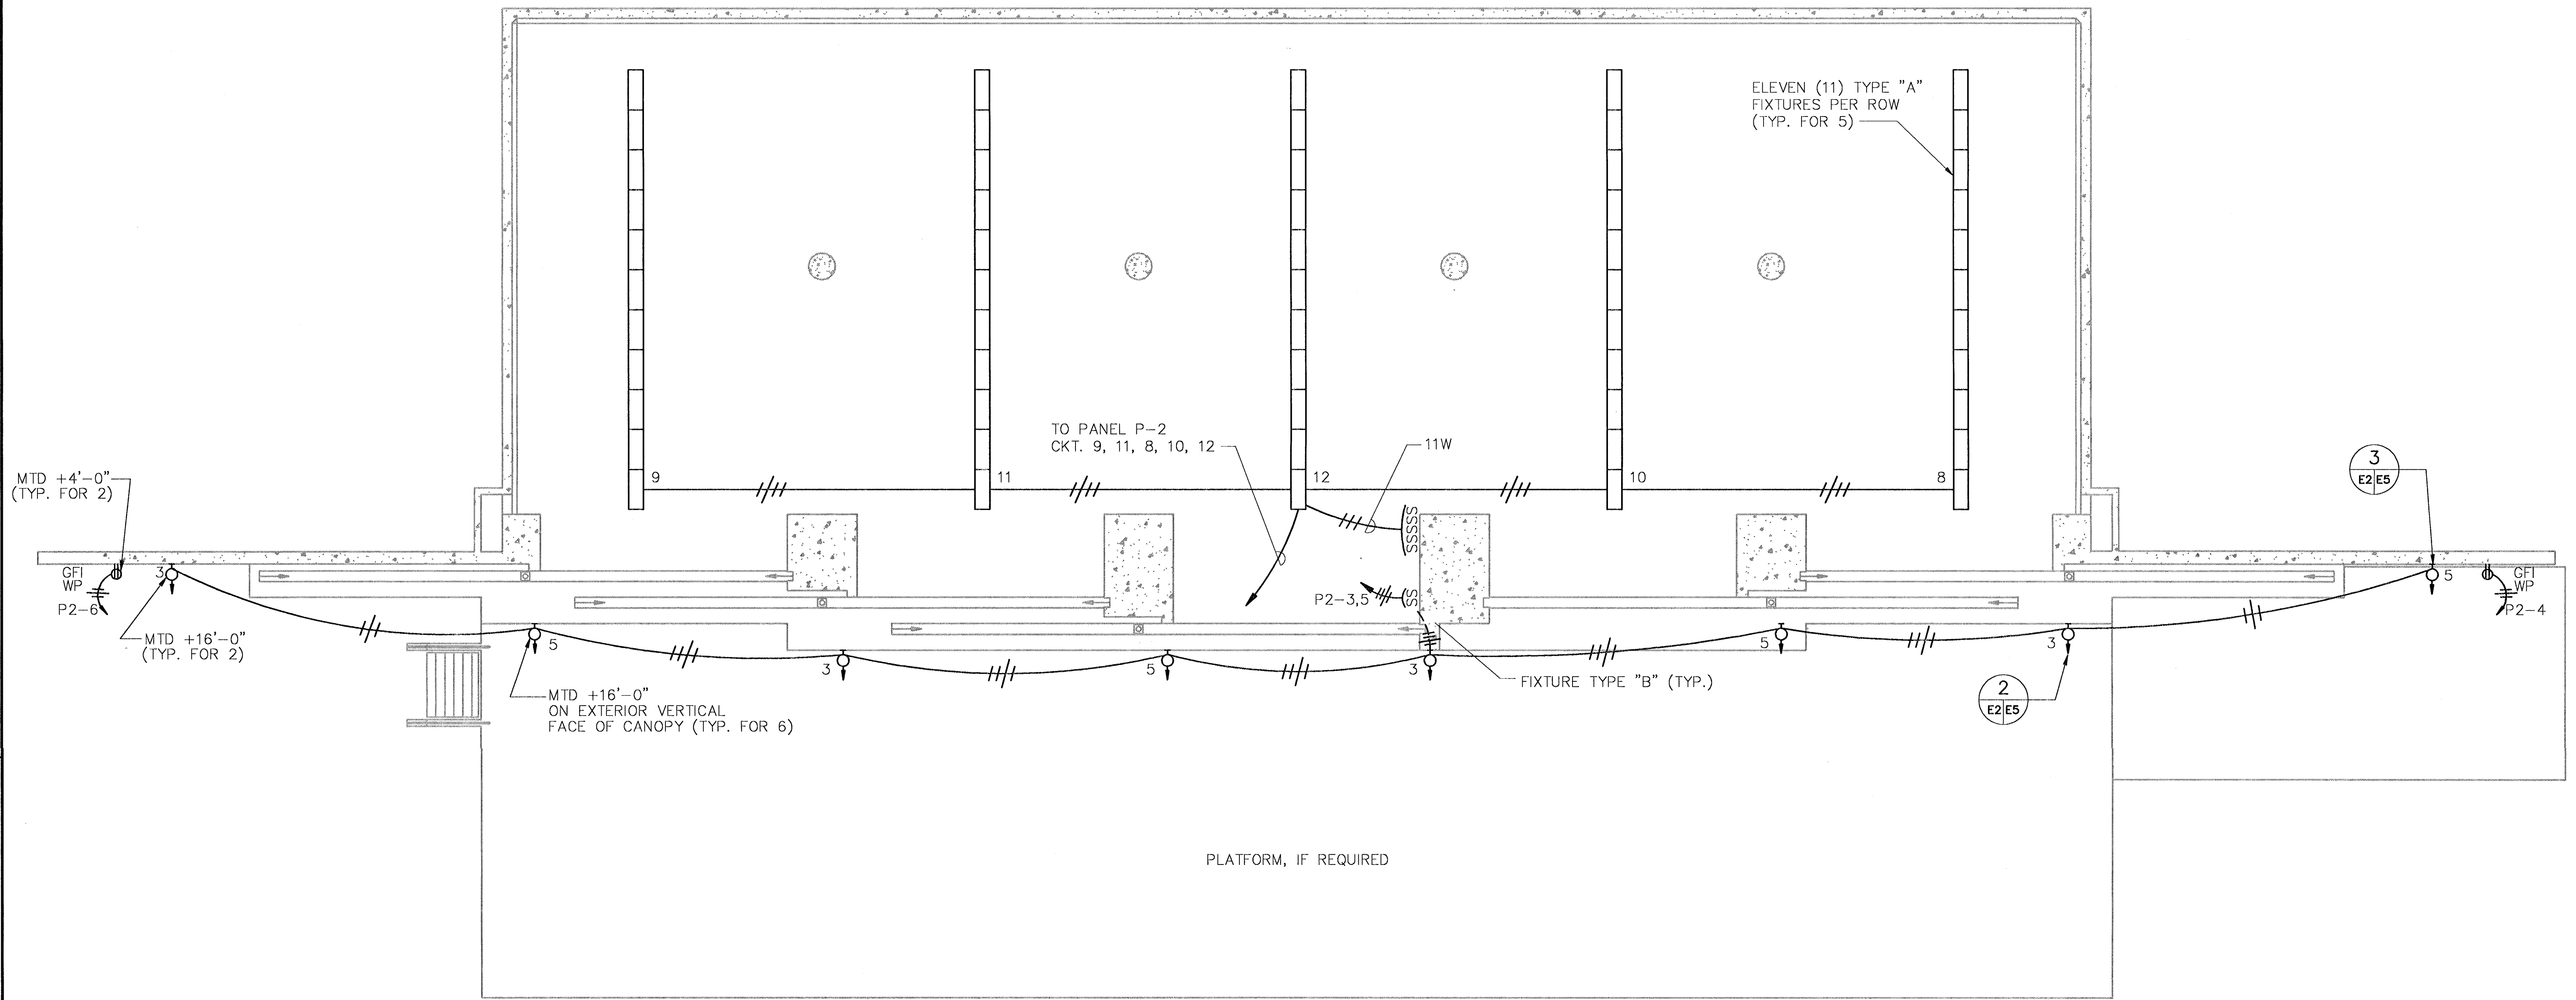 ELEVEN (11) TYPE "A"
FIXTURES PER ROW
(TYP. FOR 5)
TO PANEL P-2
CKT. 9, 11, 8, 10, 12
11W
9
11
12
10
8
3
E2 E5
MTD +4'-0"
(TYP. FOR 2)
SSSSS
GFI
WP
P2-6
3
5
GFI
WP
P2-4
P2-3,5
SS
MTD +16'-0"
(TYP. FOR 2)
5
3
5
3
5
3
FIXTURE TYPE "B" (TYP.)
2
E2 E5
MTD +16'-0"
ON EXTERIOR VERTICAL
FACE OF CANOPY (TYP. FOR 6)
PLATFORM, IF REQUIRED